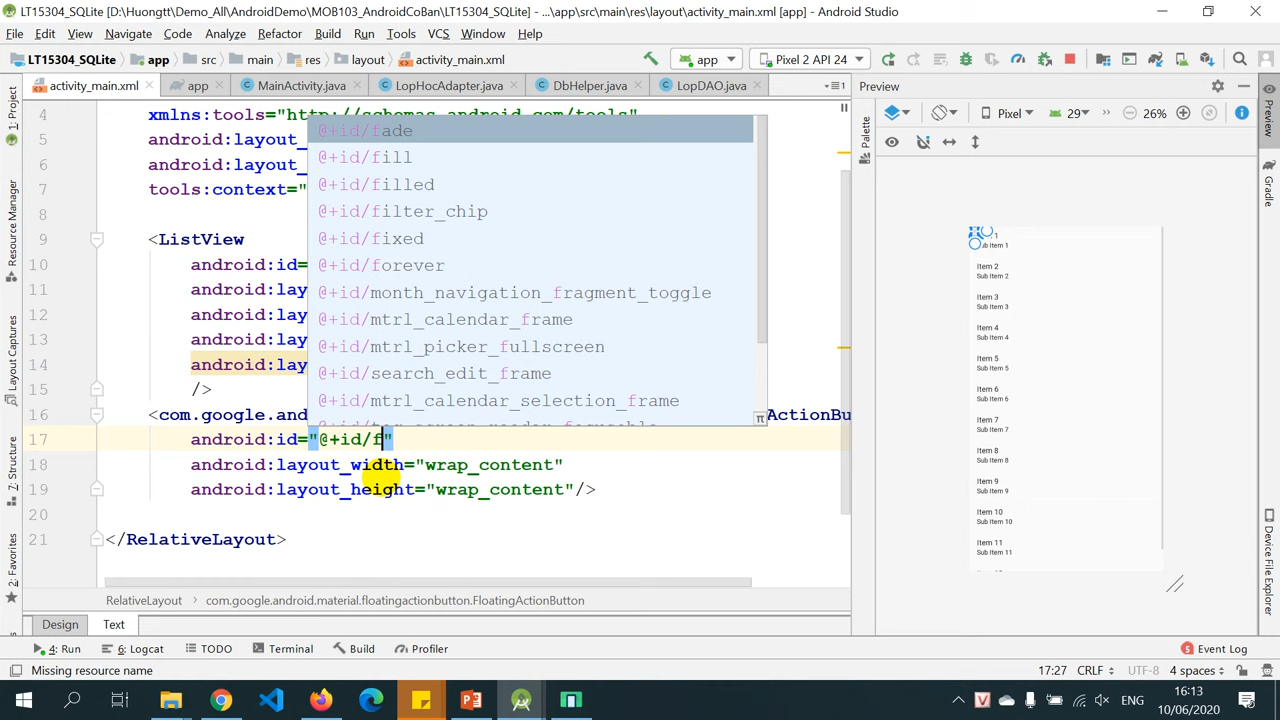 LT15304_SQLite [D:\Huongtt\Demo_All\AndroidDemo\MOB103_AndroidCoBan\LT15304_SQLite] - ...\app\src\main\res\layout\activity_main.xml [app] - Android Studio
File Edit View Navigate Code Analyze Refactor Build Run Tools VCS Window Help
LT15304_SQLite app src main res layout activity_main.xml app Pixel 2 API 24
activity_main.xml app MainActivity.java LopHocAdapter.java DbHelper.java LopDAO.java 1
Preview
Pixel 29 26%
1: Project
Resource Manager
Layout Captures
7: Structure
2: Favorites
Palette
Preview
Gradle
Device File Explorer
4 xmlns:tools="http://schemas.android.com/tools"
5 android:layout_
6 android:layout_
7 tools:context="
8
9 <ListView
10 android:id=
11 android:lay
12 android:lay
13 android:lay
14 android:lay
15 />
16 <com.google.and ActionBu
17 android:id="@+id/f"
18 android:layout_width="wrap_content"
19 android:layout_height="wrap_content"/>
20
21 </RelativeLayout>
@+id/fade
@+id/fill
@+id/filled
@+id/filter_chip
@+id/fixed
@+id/forever
@+id/month_navigation_fragment_toggle
@+id/mtrl_calendar_frame
@+id/mtrl_picker_fullscreen
@+id/search_edit_frame
@+id/mtrl_calendar_selection_frame
π
1
Sub Item 1
Item 2
Sub Item 2
Item 3
Sub Item 3
Item 4
Sub Item 4
Item 5
Sub Item 5
Item 6
Sub Item 6
Item 7
Sub Item 7
Item 8
Sub Item 8
Item 9
Sub Item 9
Item 10
Sub Item 10
Item 11
Sub Item 11
RelativeLayout com.google.android.material.floatingactionbutton.FloatingActionButton
Design Text
4: Run 6: Logcat TODO Terminal Build Profiler 5 Event Log
Missing resource name 17:27 CRLF UTF-8 4 spaces
ENG 16:13
10/06/2020